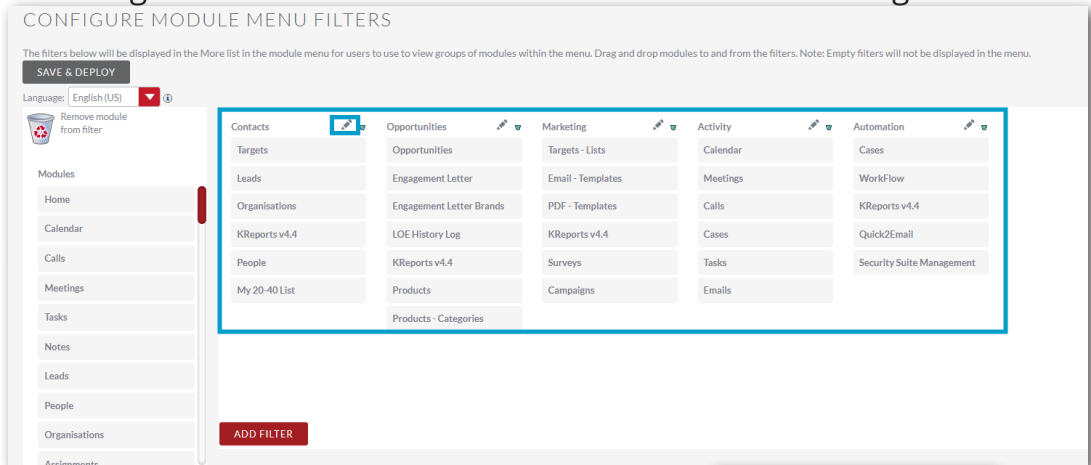 CONFIGURE MODULE MENU FILTERS
The filters below will be displayed in the More list in the module menu for users to use to view groups of modules within the menu. Drag and drop modules to and from the filters. Note: Empty filters will not be displayed in the menu.
SAVE & DEPLOY
Language: English (US)
Remove module
from filter
Modules
Home
Calendar
Calls
Meetings
Tasks
Notes
Leads
People
Organisations
Assignments
Contacts
Targets
Leads
Organisations
KReports v4.4
People
My 20-40 List
Opportunities
Opportunities
Engagement Letter
Engagement Letter Brands
LOE History Log
KReports v4.4
Products
Products - Categories
Marketing
Targets - Lists
Email - Templates
PDF - Templates
KReports v4.4
Surveys
Campaigns
Activity
Calendar
Meetings
Calls
Cases
Tasks
Emails
Automation
Cases
WorkFlow
KReports v4.4
Quick2Email
Security Suite Management
ADD FILTER